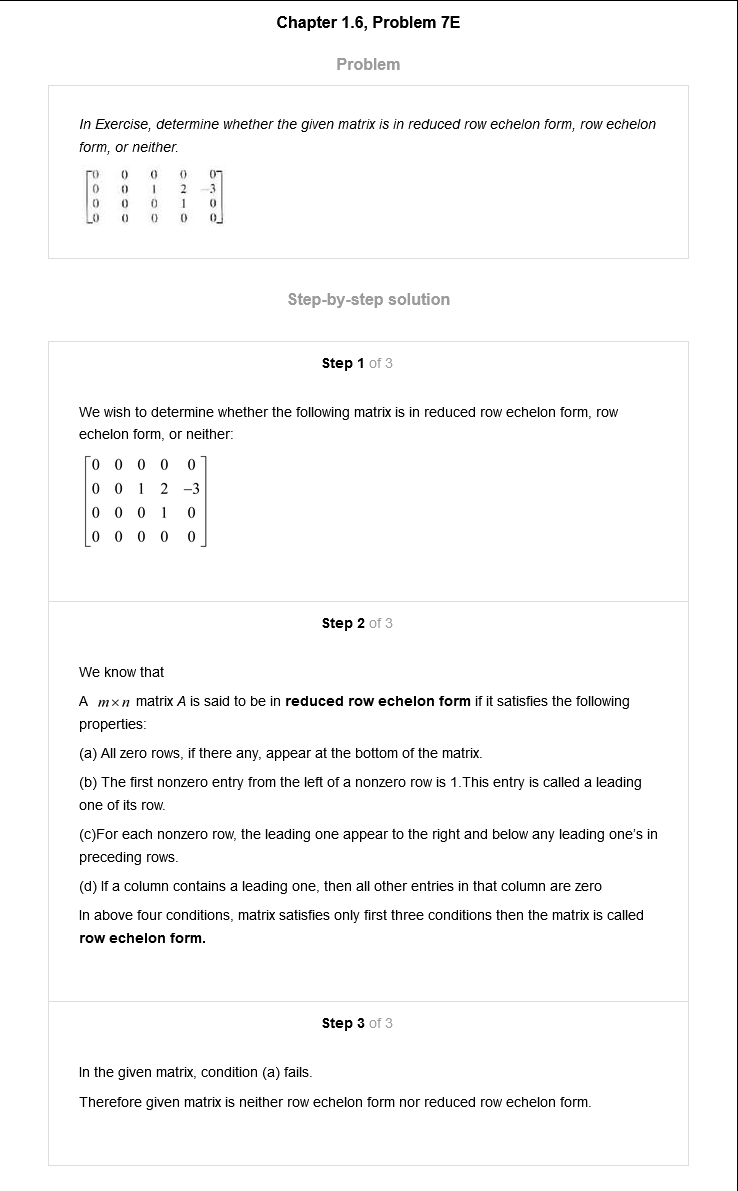 Chapter 1.6, Problem 7E
Problem
In Exercise, determine whether the given matrix is in reduced row echelon form, row echelon
form, or neither.
0 0 0 0 0
0 0 1 2 −3
0 0 0 1 0
0 0 0 0 0
Step-by-step solution
Step 1 of 3
We wish to determine whether the following matrix is in reduced row echelon form, row
echelon form, or neither:
0 0 0 0 0
0 0 1 2 −3
0 0 0 1 0
0 0 0 0 0
Step 2 of 3
We know that
A m×n matrix A is said to be in reduced row echelon form if it satisfies the following
properties:
(a) All zero rows, if there any, appear at the bottom of the matrix.
(b) The first nonzero entry from the left of a nonzero row is 1.This entry is called a leading
one of its row.
(c)For each nonzero row, the leading one appear to the right and below any leading one's in
preceding rows.
(d) If a column contains a leading one, then all other entries in that column are zero
In above four conditions, matrix satisfies only first three conditions then the matrix is called
row echelon form.
Step 3 of 3
In the given matrix, condition (a) fails.
Therefore given matrix is neither row echelon form nor reduced row echelon form.